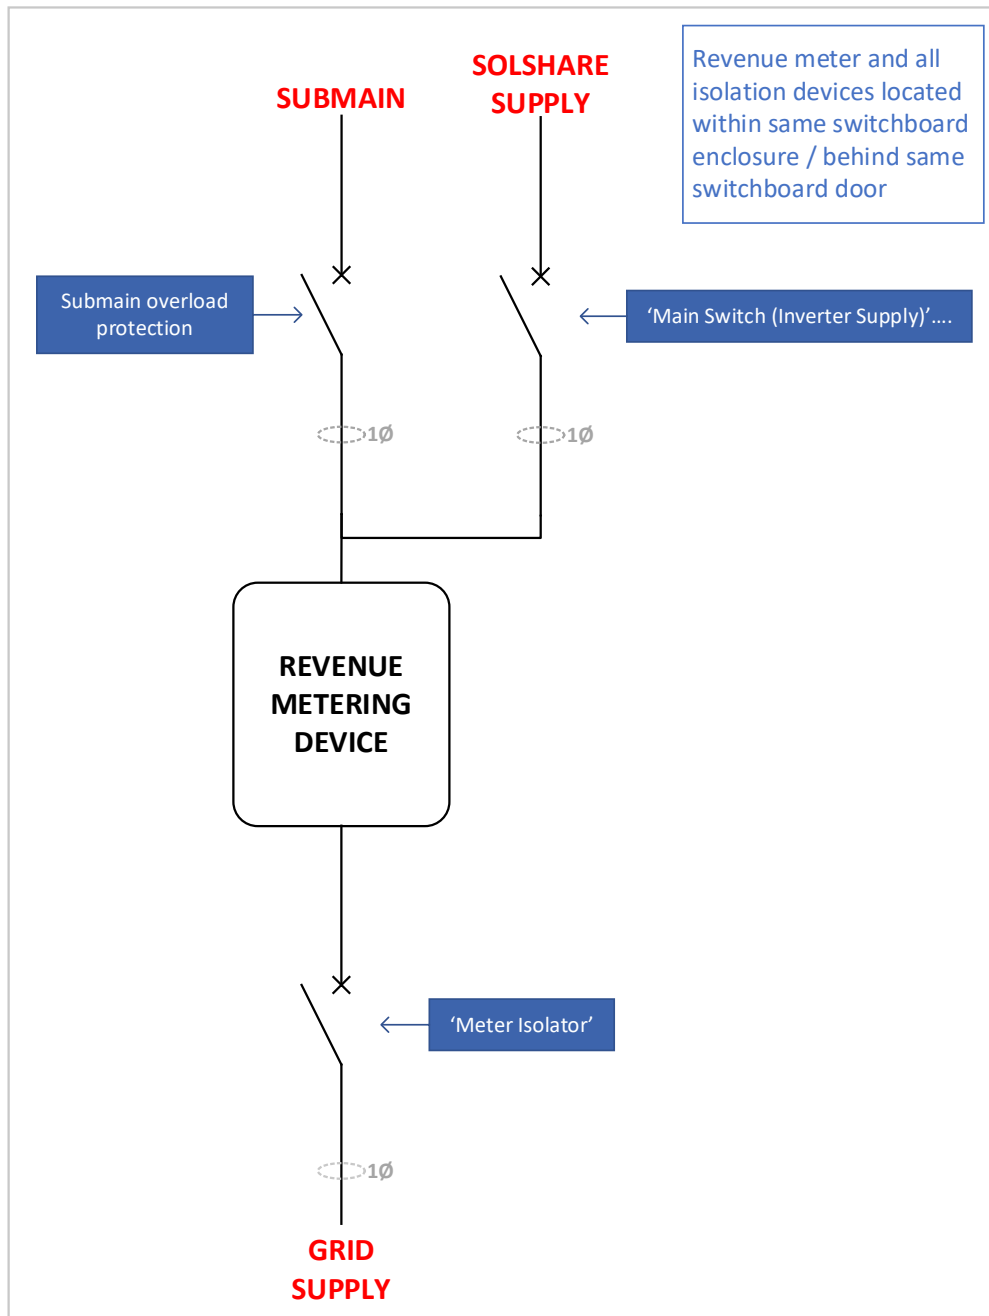 SUBMAIN
SOLSHARE
SUPPLY
Revenue meter and all
isolation devices located
within same switchboard
enclosure / behind same
switchboard door
Submain overload
protection
‘Main Switch (Inverter Supply)’....
1Ø
1Ø
REVENUE
METERING
DEVICE
‘Meter Isolator’
1Ø
GRID
SUPPLY